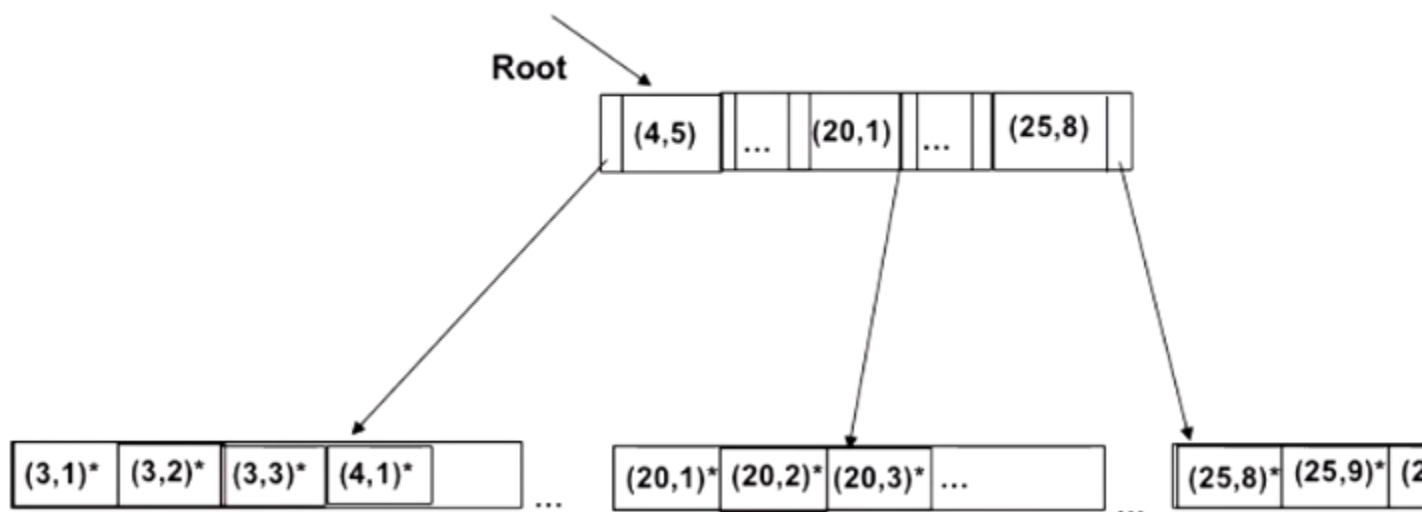 Root
(4,5) ... (20,1) ... (25,8)
(3,1)* (3,2)* (3,3)* (4,1)* ... (20,1)* (20,2)* (20,3)* ... ... (25,8)* (25,9)* (2